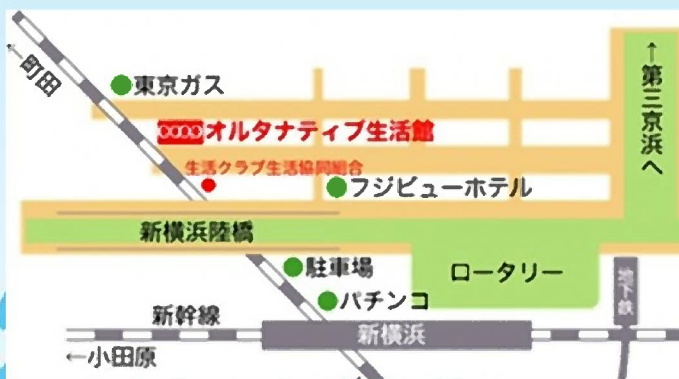 ←町田
東京ガス
↑第三京浜へ
オルタナティブ生活館
生活クラブ生活協同組合
フジビューホテル
新横浜陸橋
駐車場
ロータリー
地下鉄
パチンコ
新幹線
新横浜
←小田原